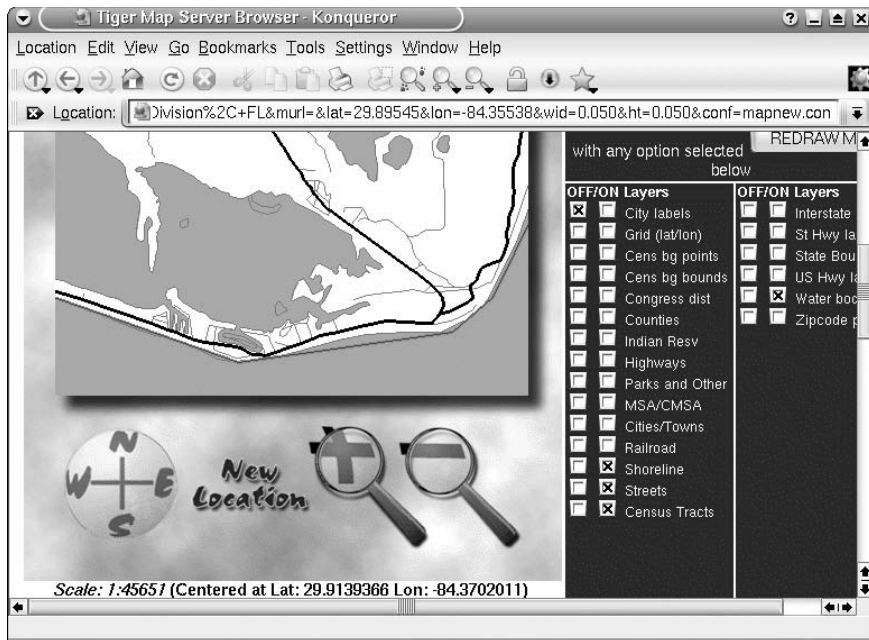 Tiger Map Server Browser - Konqueror
Location Edit View Go Bookmarks Tools Settings Window Help
Location: Division%2C+FL&murl=&lat=29.89545&lon=-84.35538&wid=0.050&ht=0.050&conf=mapnew.con
REDRAW M
with any option selected
below
OFF/ON Layers
City labels
Grid (lat/lon)
Cens bg points
Cens bg bounds
Congress dist
Counties
Indian Resv
Highways
Parks and Other
MSA/CMSA
Cities/Towns
Railroad
Shoreline
Streets
Census Tracts
OFF/ON Layers
Interstate
St Hwy la
State Bou
US Hwy la
Water boc
Zipcode p
N
W E
S
New
Location
Scale: 1:45651 (Centered at Lat: 29.9139366 Lon: -84.3702011)